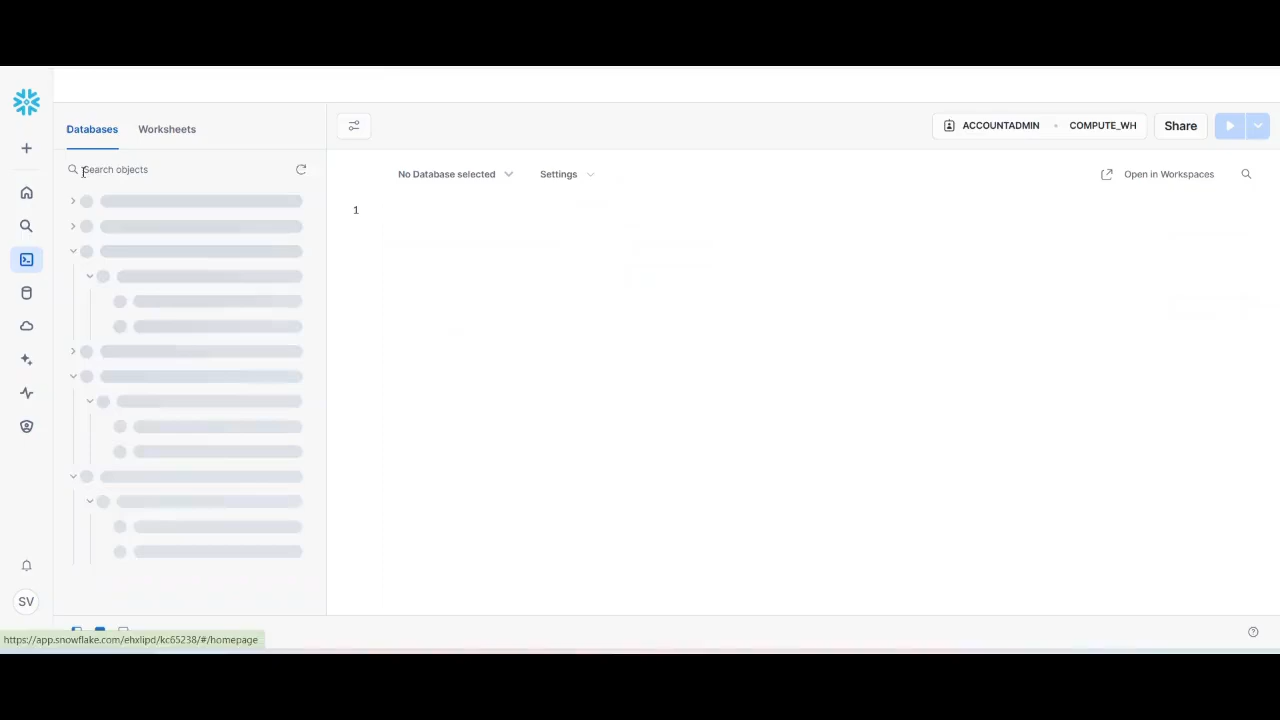 Databases
Worksheets
ACCOUNTADMIN
COMPUTE_WH
Share
Search objects
No Database selected
Settings
Open in Workspaces
1
SV
https://app.snowflake.com/ehxlipd/kc65238/#/homepage